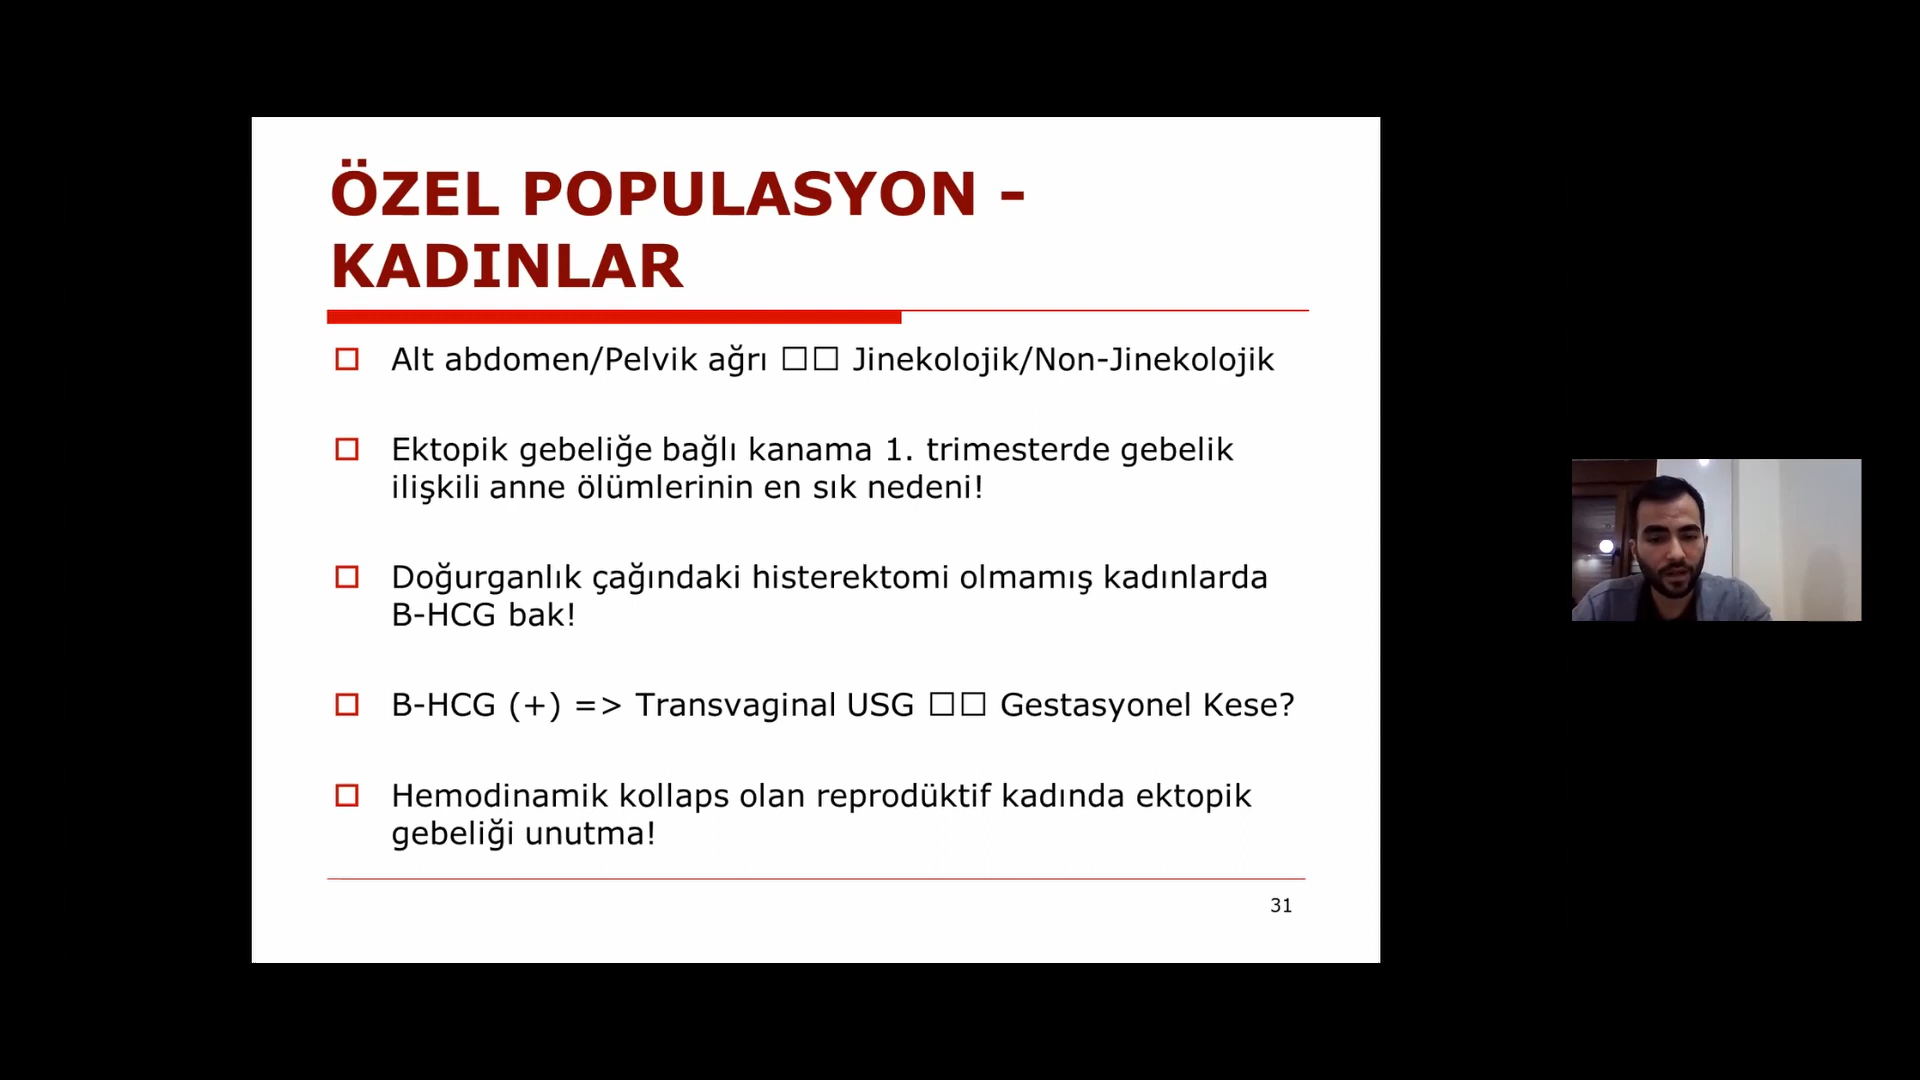 ÖZEL POPULASYON -
KADINLAR
Alt abdomen/Pelvik ağrı □□ Jinekolojik/Non-Jinekolojik
Ektopik gebeliğe bağlı kanama 1. trimesterde gebelik
ilişkili anne ölümlerinin en sık nedeni!
Doğurganlık çağındaki histerektomi olmamış kadınlarda
B-HCG bak!
B-HCG (+) => Transvaginal USG □□ Gestasyonel Kese?
Hemodinamik kollaps olan reprodüktif kadında ektopik
gebeliği unutma!
31